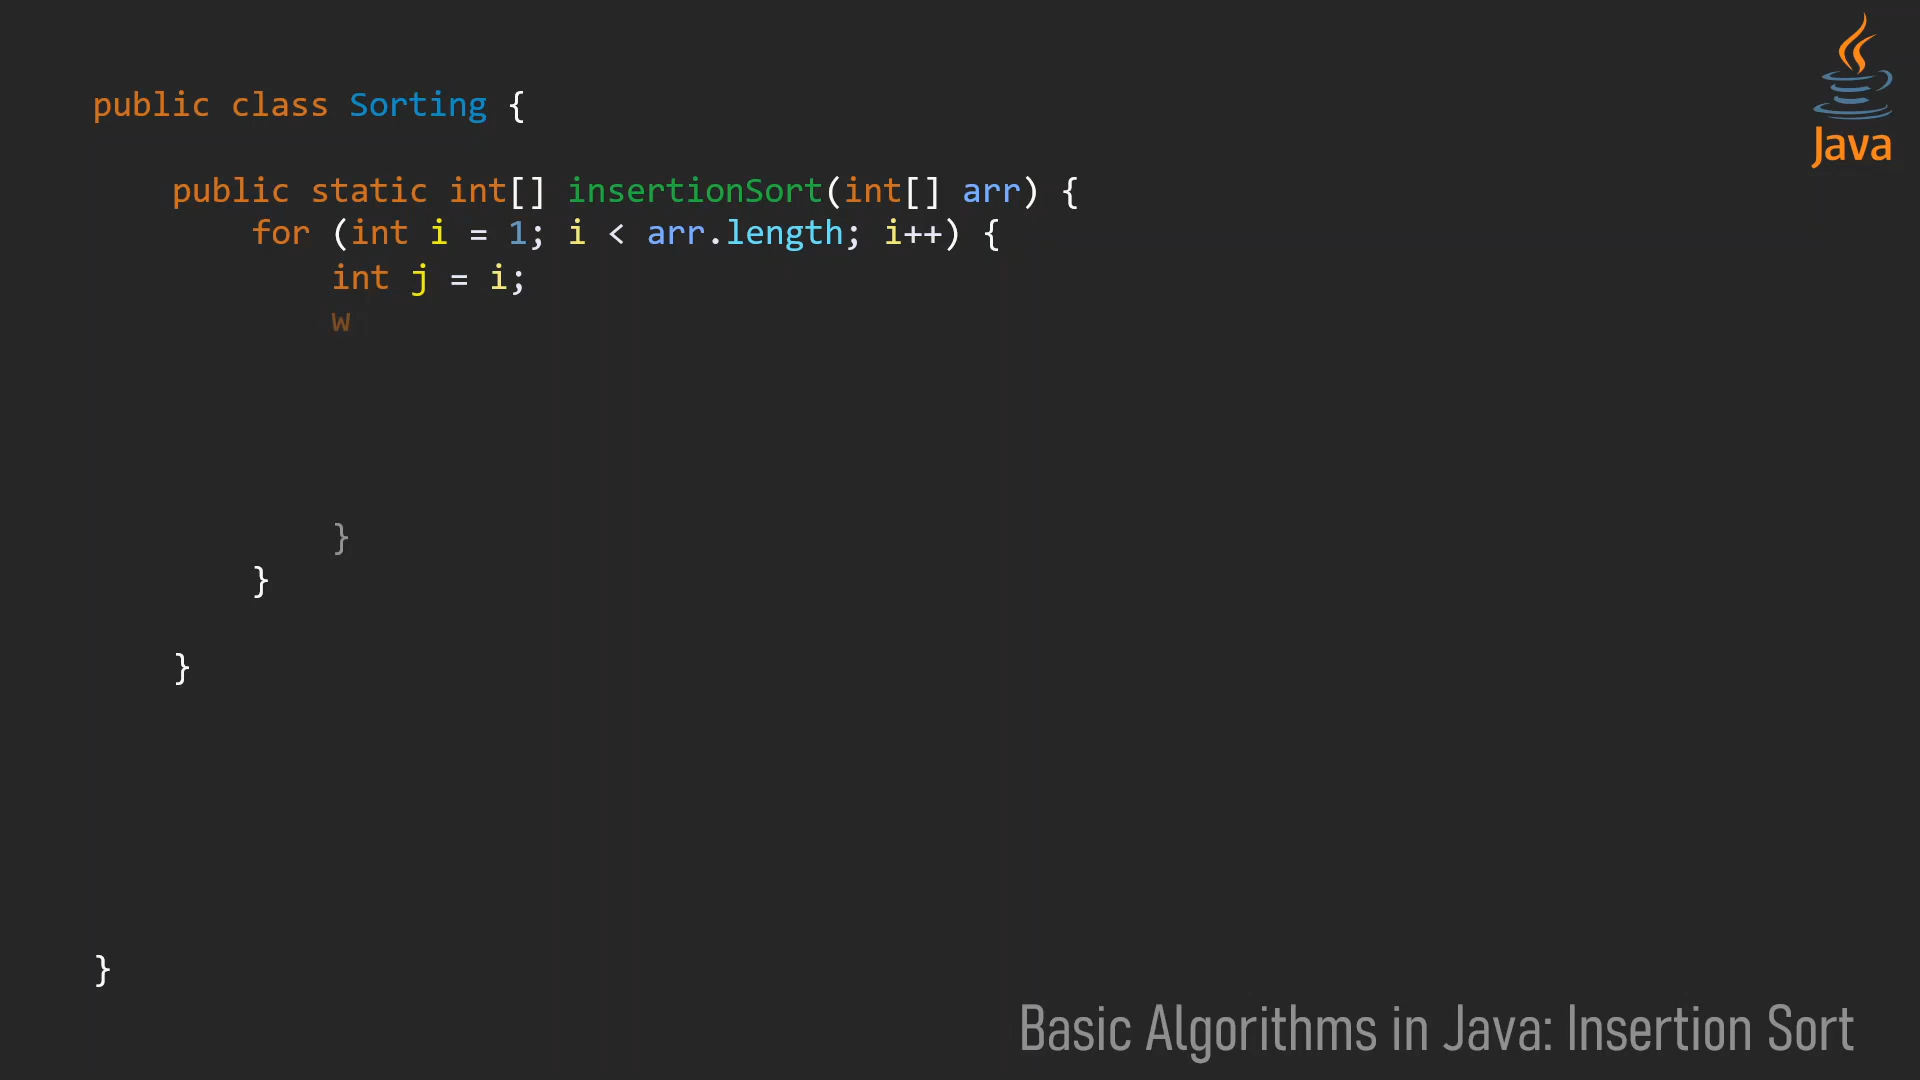 public class Sorting {
    public static int[] insertionSort(int[] arr) {
        for (int i = 1; i < arr.length; i++) {
            int j = i;
            w
            }
        }
    }
}
Java
Basic Algorithms in Java: Insertion Sort